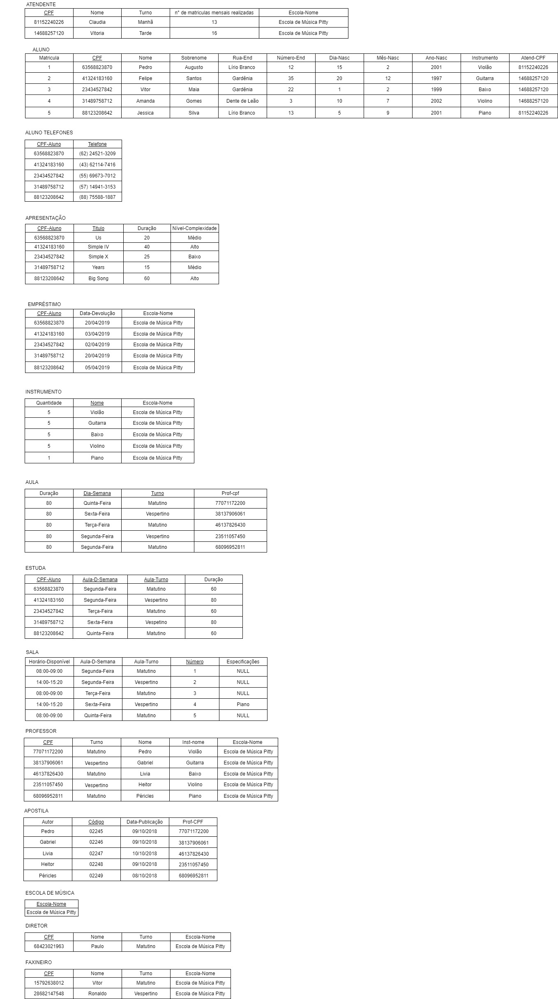 ATENDENTE
CPF Nome Turno n° de matriculas mensais realizadas Escola-Nome
81152240226 Claudia Manhã 13 Escola de Música Pitty
14688257120 Vitoria Tarde 16 Escola de Música Pitty
ALUNO
Matricula CPF Nome Sobrenome Rua-End Número-End Dia-Nasc Mês-Nasc Ano-Nasc Instrumento Atend-CPF
1 63568823870 Pedro Augusto Lírio Branco 12 15 2 2001 Violão 81152240226
2 41324183160 Felipe Santos Gardênia 35 20 12 1997 Guitarra 14688257120
3 23434527842 Vitor Maia Gardênia 22 1 2 1999 Baixo 14688257120
4 31489758712 Amanda Gomes Dente de Leão 3 10 7 2002 Violino 14688257120
5 88123208642 Jessica Silva Lírio Branco 13 5 9 2001 Piano 81152240226
ALUNO TELEFONES
CPF-Aluno Telefone
63568823870 (62) 24521-3209
41324183160 (43) 62114-7416
23434527842 (55) 69673-7012
31489758712 (57) 14941-3153
88123208642 (88) 75588-1887
APRESENTAÇÃO
CPF-Aluno Titulo Duração Nível-Complexidade
63568823870 Us 20 Médio
41324183160 Simple IV 40 Alto
23434527842 Simple X 25 Baixo
31489758712 Years 15 Médio
88123208642 Big Song 60 Alto
EMPRÉSTIMO
CPF-Aluno Data-Devolução Escola-Nome
63568823870 20/04/2019 Escola de Música Pitty
41324183160 03/04/2019 Escola de Música Pitty
23434527842 02/04/2019 Escola de Música Pitty
31489758712 20/04/2019 Escola de Música Pitty
88123208642 05/04/2019 Escola de Música Pitty
INSTRUMENTO
Quantidade Nome Escola-Nome
5 Violão Escola de Música Pitty
5 Guitarra Escola de Música Pitty
5 Baixo Escola de Música Pitty
5 Violino Escola de Música Pitty
1 Piano Escola de Música Pitty
AULA
Duração Dia-Semana Turno Prof-cpf
80 Quinta-Feira Matutino 77071172200
80 Sexta-Feira Vespertino 38137906061
80 Terça-Feira Matutino 46137826430
80 Segunda-Feira Vespertino 23511057450
80 Segunda-Feira Matutino 68096952811
ESTUDA
CPF-Aluno Aula-D-Semana Aula-Turno Duração
63568823870 Segunda-Feira Matutino 60
41324183160 Segunda-Feira Vespertino 80
23434527842 Terça-Feira Matutino 60
31489758712 Sexta-Feira Vespetino 80
88123208642 Quinta-Feira Matutino 60
SALA
Horário-Disponível Aula-D-Semana Aula-Turno Número Especificações
08:00-09:00 Segunda-Feira Matutino 1 NULL
14:00-15:20 Segunda-Feira Vespertino 2 NULL
08:00-09:00 Terça-Feira Matutino 3 NULL
14:00-15:20 Sexta-Feira Vespertino 4 Piano
08:00-09:00 Quinta-Feira Matutino 5 NULL
PROFESSOR
CPF Turno Nome Inst-nome Escola-Nome
77071172200 Matutino Pedro Violão Escola de Música Pitty
38137906061 Vespertino Gabriel Guitarra Escola de Música Pitty
46137826430 Matutino Livia Baixo Escola de Música Pitty
23511057450 Vespertino Heitor Violino Escola de Música Pitty
68096952811 Matutino Péricles Piano Escola de Música Pitty
APOSTILA
Autor Código Data-Publicação Prof-CPF
Pedro 02245 09/10/2018 77071172200
Gabriel 02246 09/10/2018 38137906061
Livia 02247 10/10/2018 46137826430
Heitor 02248 09/10/2018 23511057450
Péricles 02249 08/10/2018 68096952811
ESCOLA DE MÚSICA
Escola-Nome
Escola de Música Pitty
DIRETOR
CPF Nome Turno Escola-Nome
68423021963 Paulo Matutino Escola de Música Pitty
FAXINEIRO
CPF Nome Turno Escola-Nome
15792638012 Vitor Matutino Escola de Música Pitty
28682147548 Ronaldo Vespertino Escola de Música Pitty